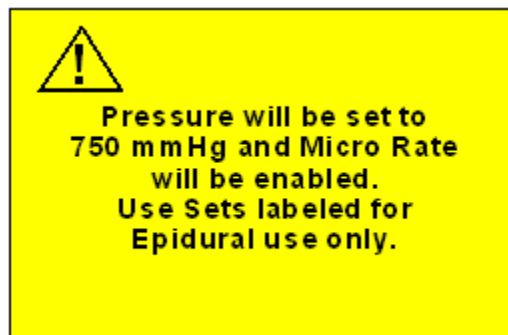 Pressure will be set to
750 mmHg and Micro Rate
will be enabled.
Use Sets labeled for
Epidural use only.